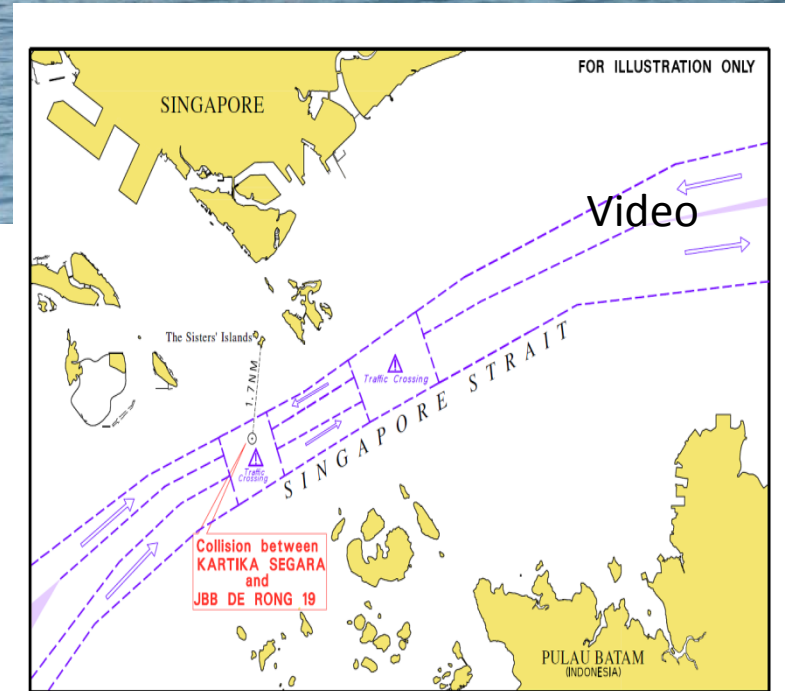 FOR ILLUSTRATION ONLY
SINGAPORE
Video
The Sisters' Islands
1.7NM
Traffic Crossing
Traffic
Crossing
SINGAPORE STRAIT
Collision between
KARTIKA SEGARA
and
JBB DE RONG 19
PULAU BATAM
(INDONESIA)